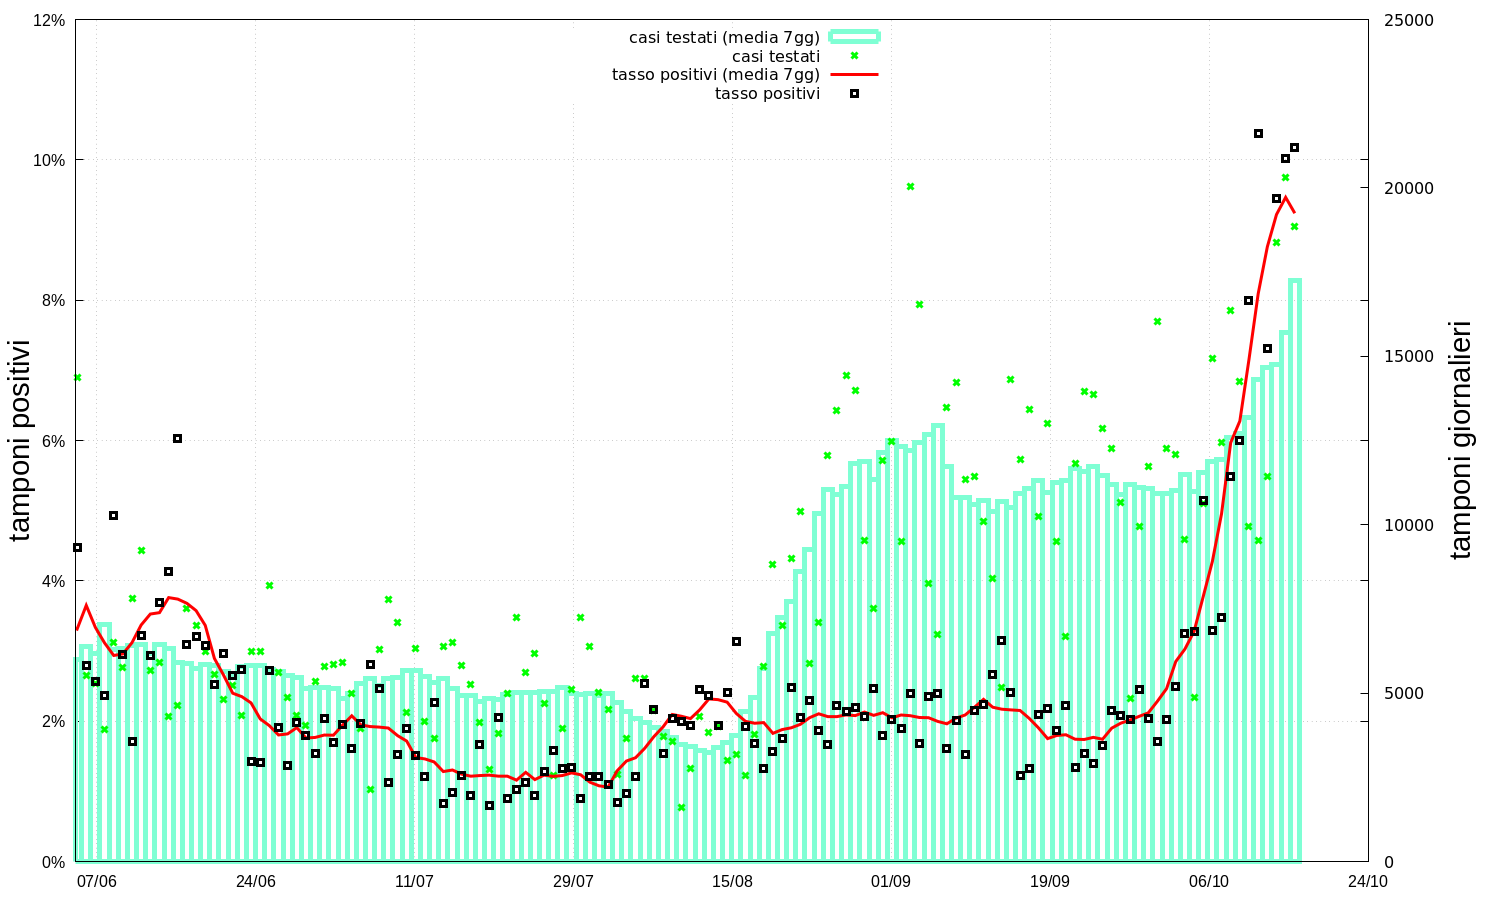 casi testati (media 7gg)
casi testati
tasso positivi (media 7gg)
tasso positivi
12%
10%
8%
6%
4%
2%
0%
tamponi positivi
25000
20000
15000
10000
5000
0
tamponi giornalieri
07/06 24/06 11/07 29/07 15/08 01/09 19/09 06/10 24/10